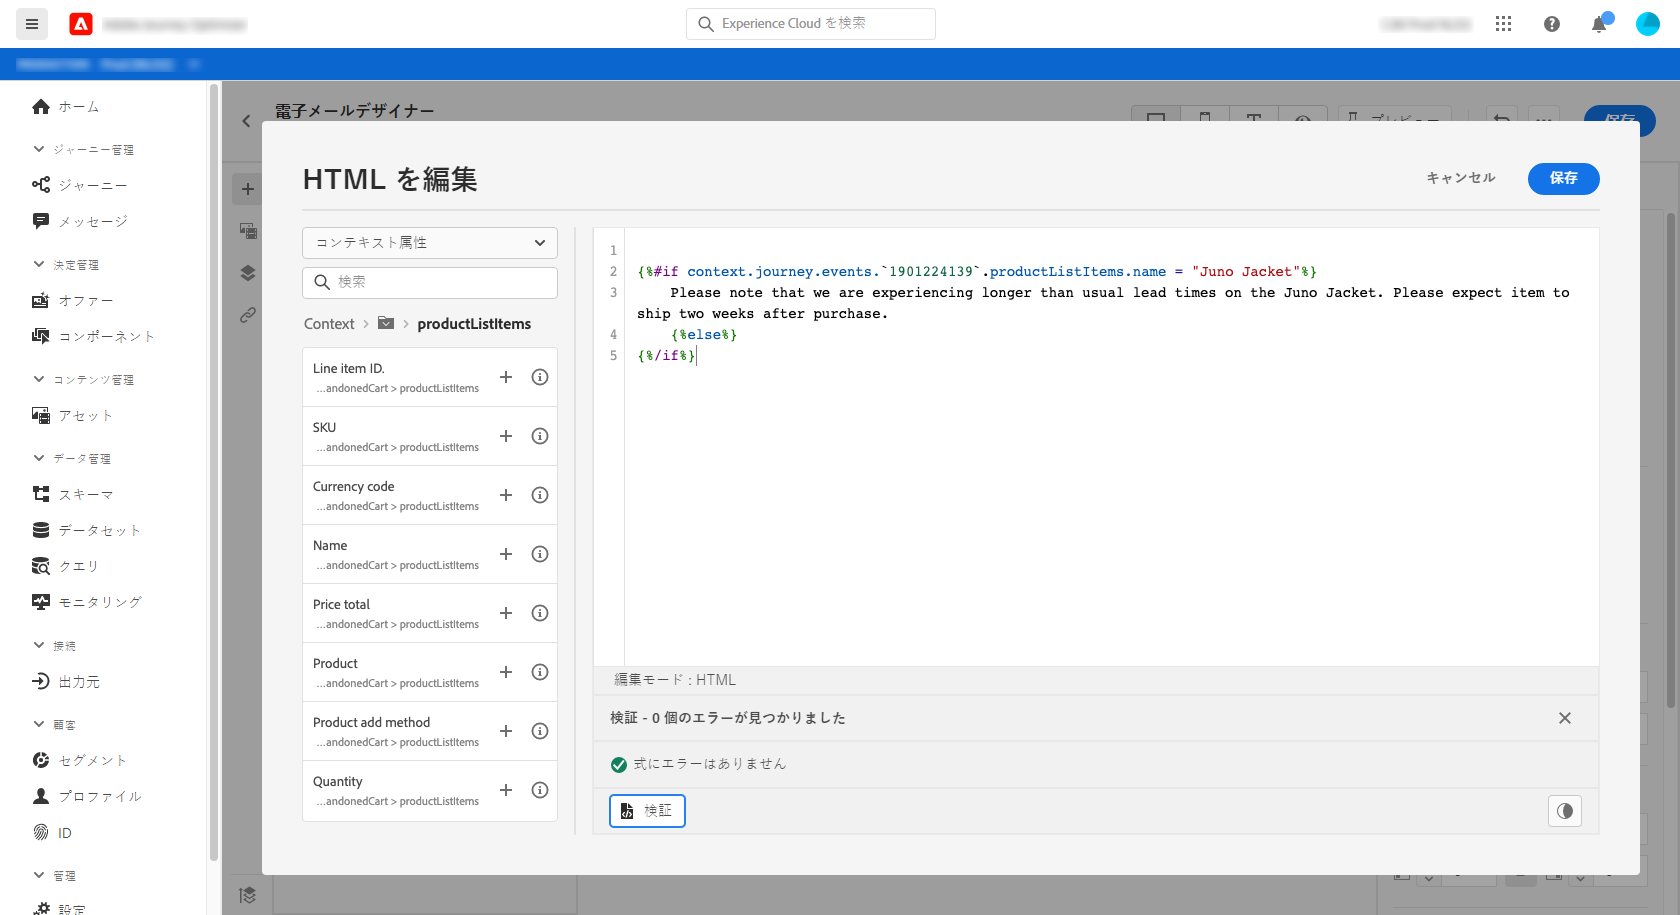 Experience Cloud を検索
ホーム
ジャーニー管理
ジャーニー
メッセージ
決定管理
オファー
コンポーネント
コンテンツ管理
アセット
データ管理
スキーマ
データセット
クエリ
モニタリング
接続
出力元
顧客
セグメント
プロファイル
ID
管理
設定
電子メールデザイナー
プレビュー
保存
HTML を編集
キャンセル
保存
コンテキスト属性
検索
Context > > productListItems
Line item ID.
...andonedCart > productListItems
SKU
...andonedCart > productListItems
Currency code
...andonedCart > productListItems
Name
...andonedCart > productListItems
Price total
...andonedCart > productListItems
Product
...andonedCart > productListItems
Product add method
...andonedCart > productListItems
Quantity
...andonedCart > productListItems
1
2 {%#if context.journey.events.`1901224139`.productListItems.name = "Juno Jacket"%}
3 Please note that we are experiencing longer than usual lead times on the Juno Jacket. Please expect item to
ship two weeks after purchase.
4 {%else%}
5 {%/if%}
編集モード : HTML
検証 - 0 個のエラーが見つかりました
式にエラーはありません
検証